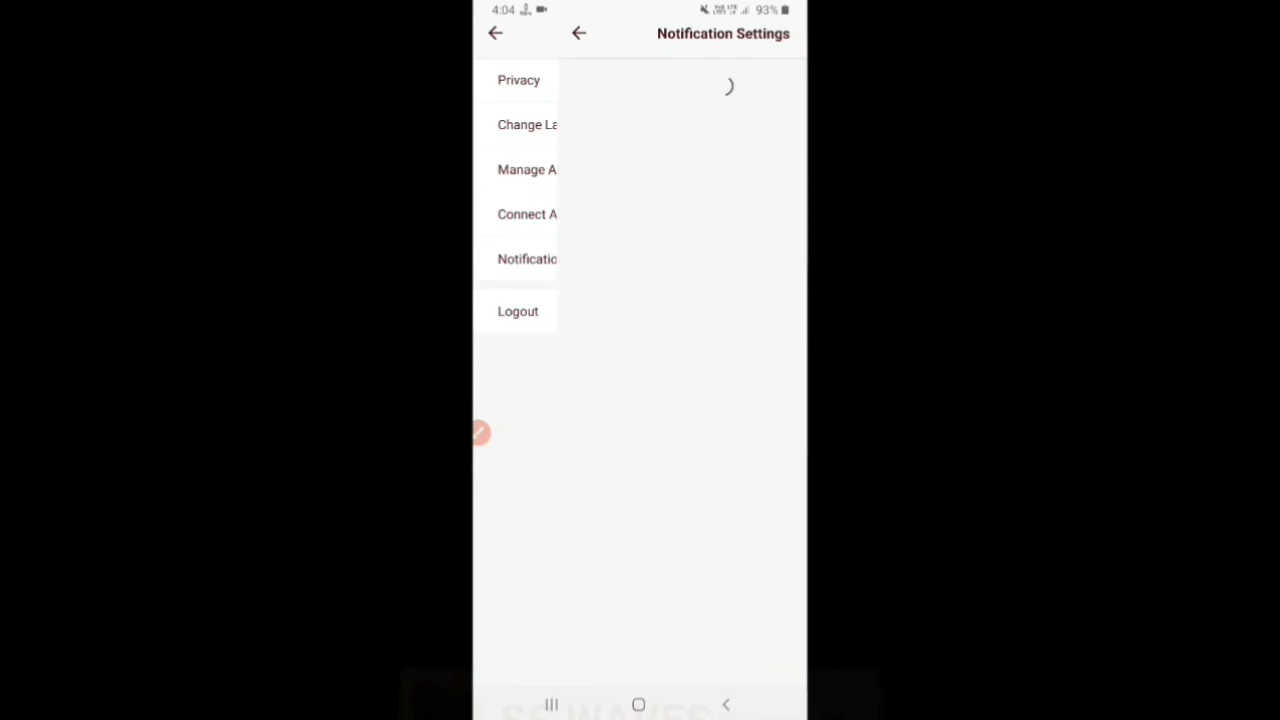 4:04
93%
Notification Settings
Privacy
Change La
Manage A
Connect A
Notificatio
Logout